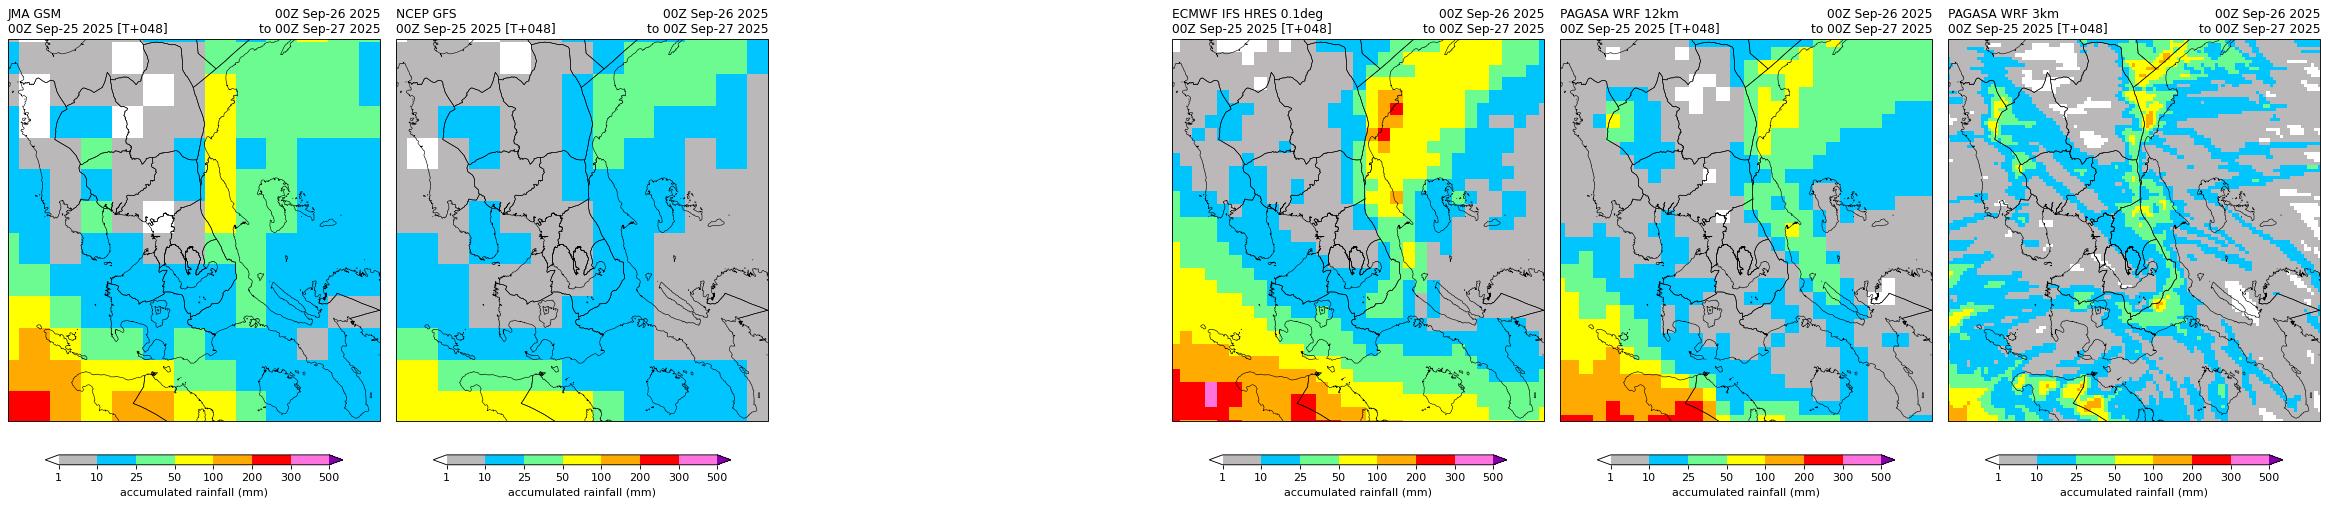 JMA GSM 00Z Sep-26 2025
00Z Sep-25 2025 [T+048] to 00Z Sep-27 2025
1 10 25 50 100 200 300 500
accumulated rainfall (mm)
NCEP GFS 00Z Sep-26 2025
00Z Sep-25 2025 [T+048] to 00Z Sep-27 2025
1 10 25 50 100 200 300 500
accumulated rainfall (mm)
ECMWF IFS HRES 0.1deg 00Z Sep-26 2025
00Z Sep-25 2025 [T+048] to 00Z Sep-27 2025
1 10 25 50 100 200 300 500
accumulated rainfall (mm)
PAGASA WRF 12km 00Z Sep-26 2025
00Z Sep-25 2025 [T+048] to 00Z Sep-27 2025
1 10 25 50 100 200 300 500
accumulated rainfall (mm)
PAGASA WRF 3km 00Z Sep-26 2025
00Z Sep-25 2025 [T+048] to 00Z Sep-27 2025
1 10 25 50 100 200 300 500
accumulated rainfall (mm)